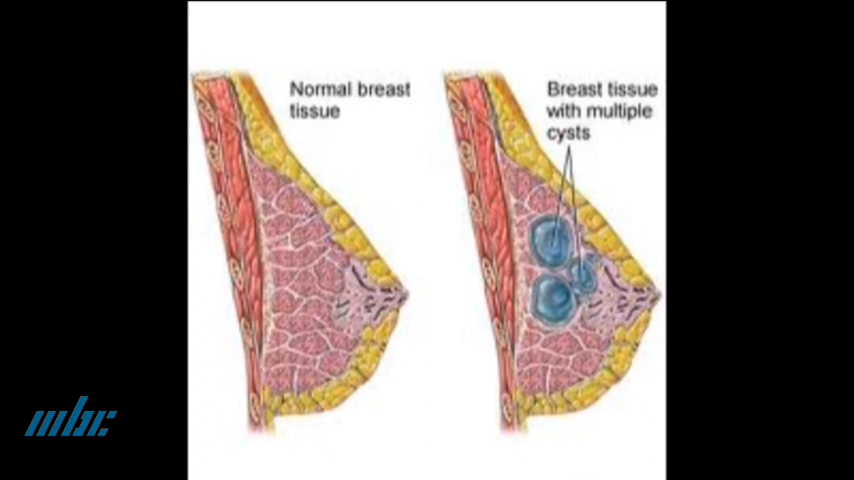 Normal breast
tissue
Breast tissue
with multiple
cysts
mbc